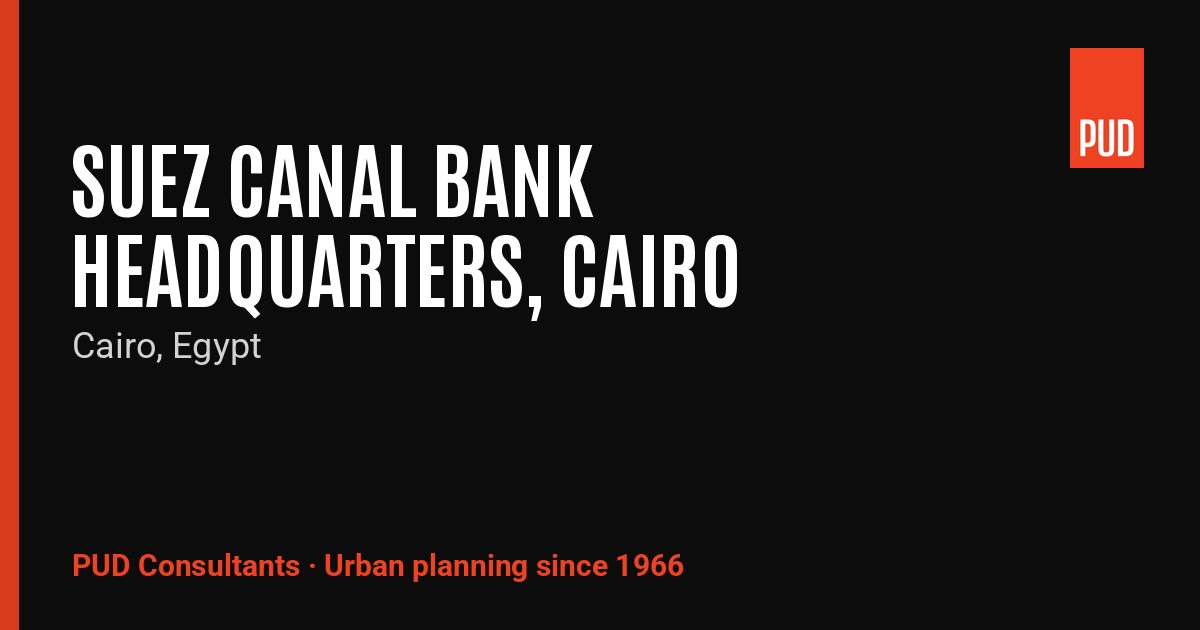 PUD
SUEZ CANAL BANK
HEADQUARTERS, CAIRO
Cairo, Egypt
PUD Consultants · Urban planning since 1966